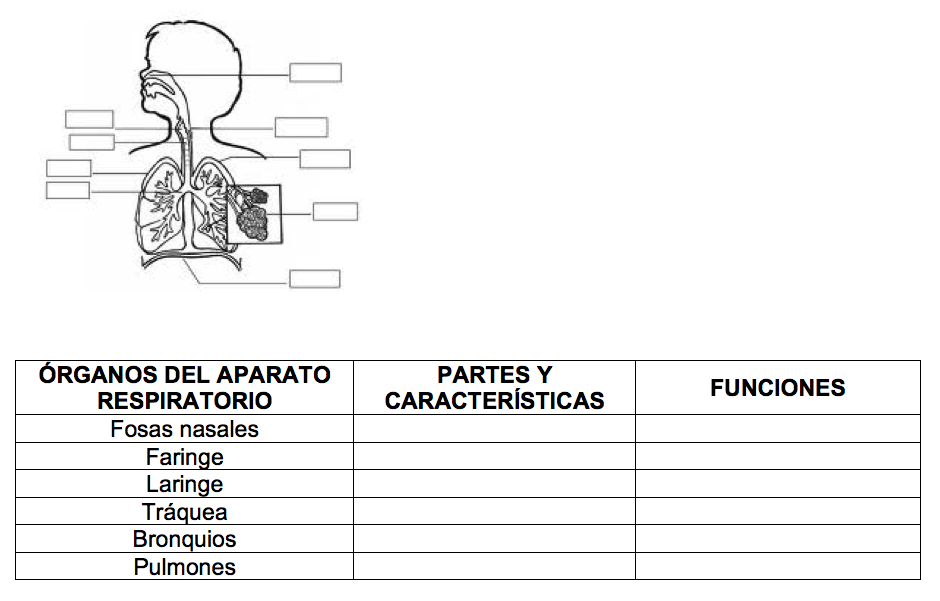 ÓRGANOS DEL APARATO
RESPIRATORIO
PARTES Y
CARACTERÍSTICAS
FUNCIONES
Fosas nasales
Faringe
Laringe
Tráquea
Bronquios
Pulmones